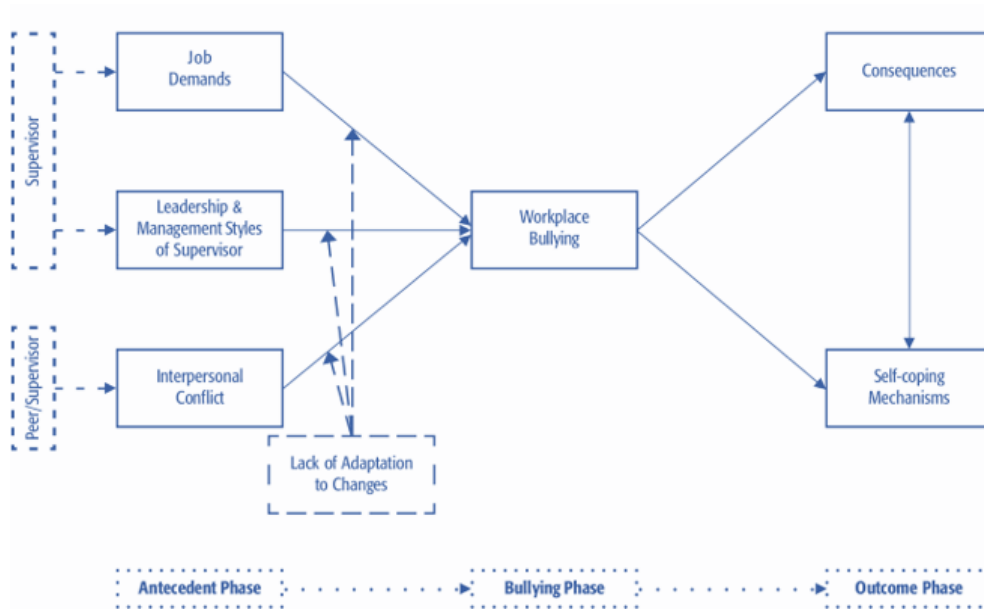 Supervisor
Job
Demands
Consequences
Leadership &
Management Styles
of Supervisor
Workplace
Bullying
Peer/Supervisor
Interpersonal
Conflict
Self-coping
Mechanisms
Lack of Adaptation
to Changes
Antecedent Phase
Bullying Phase
Outcome Phase